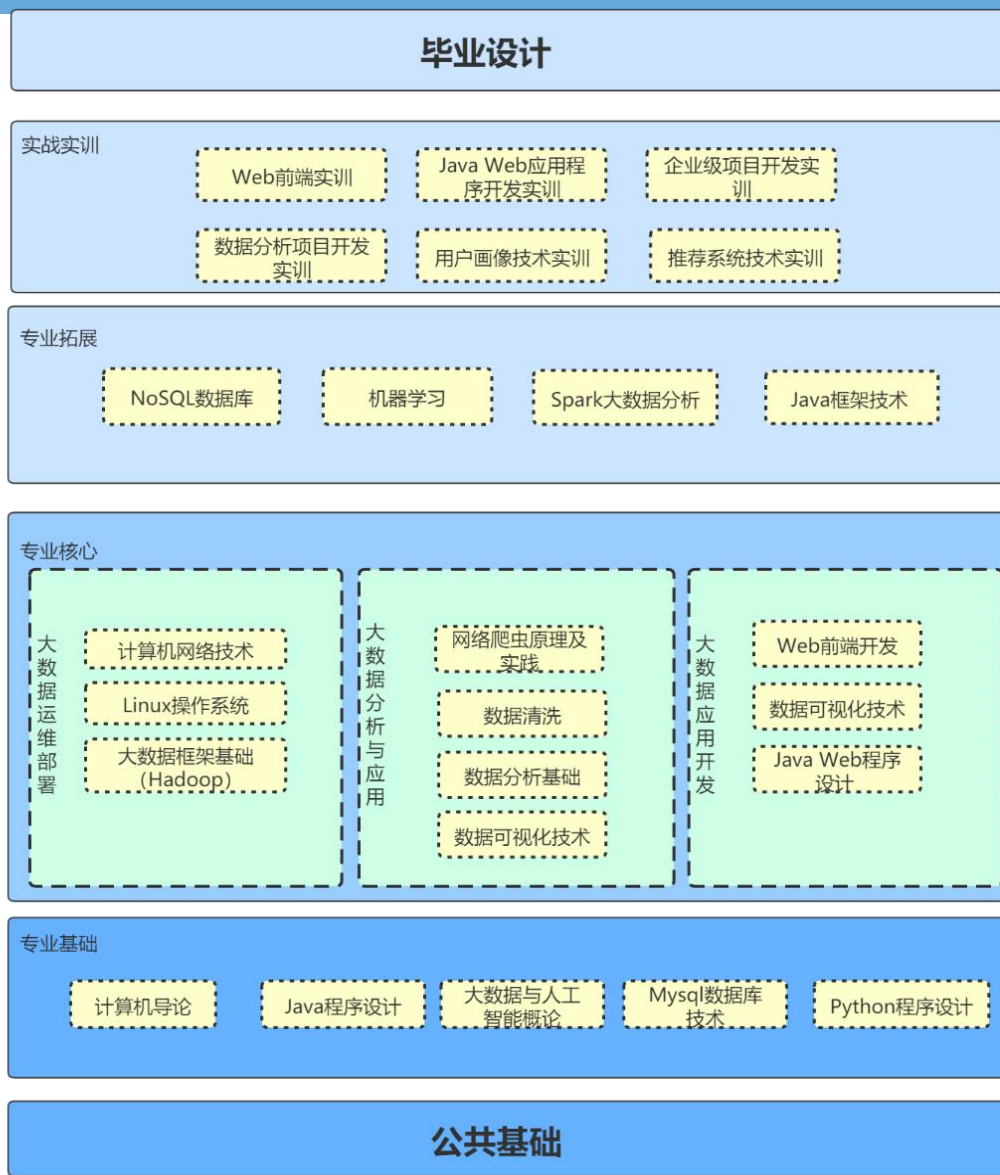 毕业设计
实战实训
Web前端实训
Java Web应用程
序开发实训
企业级项目开发实
训
数据分析项目开发
实训
用户画像技术实训
推荐系统技术实训
专业拓展
NoSQL数据库
机器学习
Spark大数据分析
Java框架技术
专业核心
大数据运维部署
计算机网络技术
Linux操作系统
大数据框架基础
（Hadoop）
大数据分析与应用
网络爬虫原理及
实践
数据清洗
数据分析基础
数据可视化技术
大数据应用开发
Web前端开发
数据可视化技术
Java Web程序
设计
专业基础
计算机导论
Java程序设计
大数据与人工
智能概论
Mysql数据库
技术
Python程序设计
公共基础